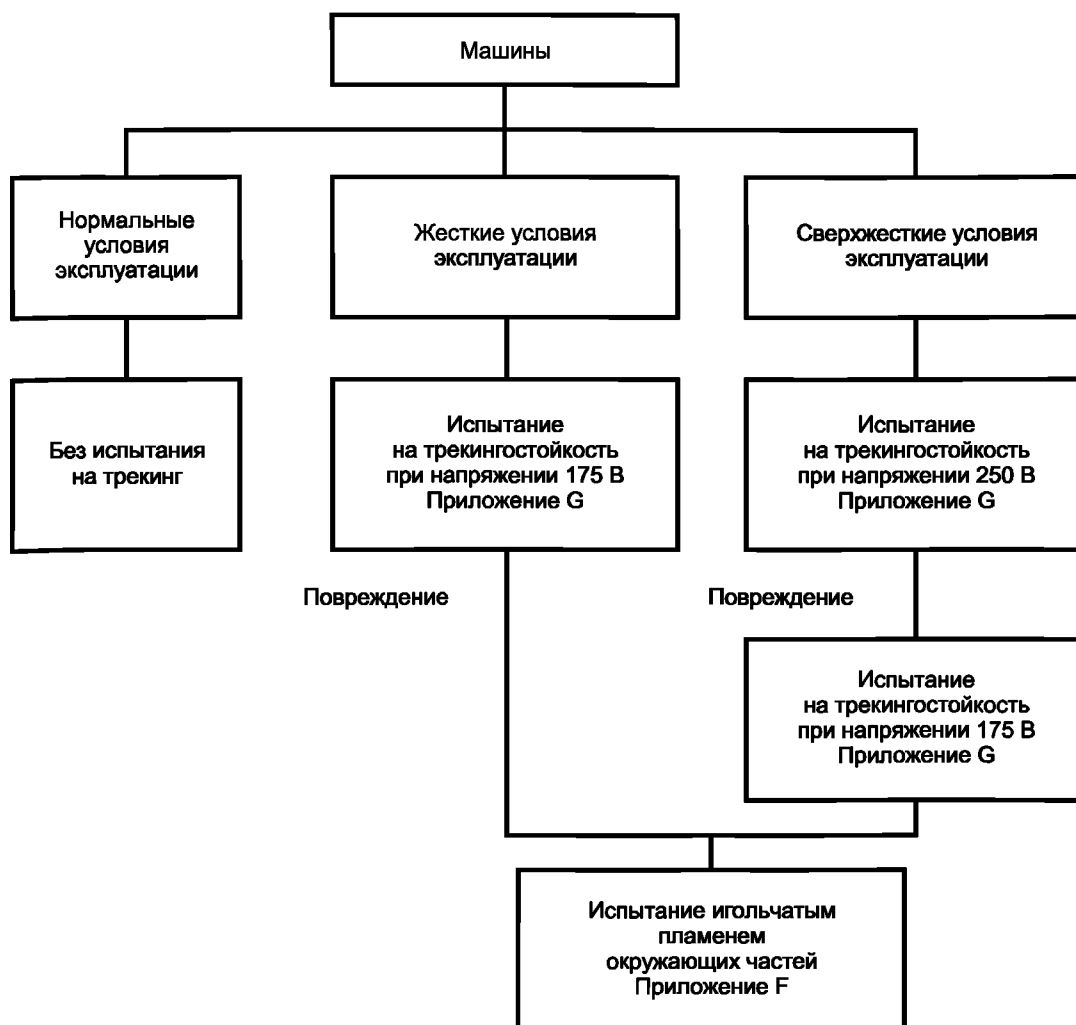 Машины
Нормальные
условия
эксплуатации
Жесткие условия
эксплуатации
Сверхжесткие условия
эксплуатации
Без испытания
на трекинг
Испытание
на трекингостойкость
при напряжении 175 В
Приложение G
Испытание
на трекингостойкость
при напряжении 250 В
Приложение G
Повреждение
Повреждение
Испытание
на трекингостойкость
при напряжении 175 В
Приложение G
Испытание игольчатым
пламенем
окружающих частей
Приложение F